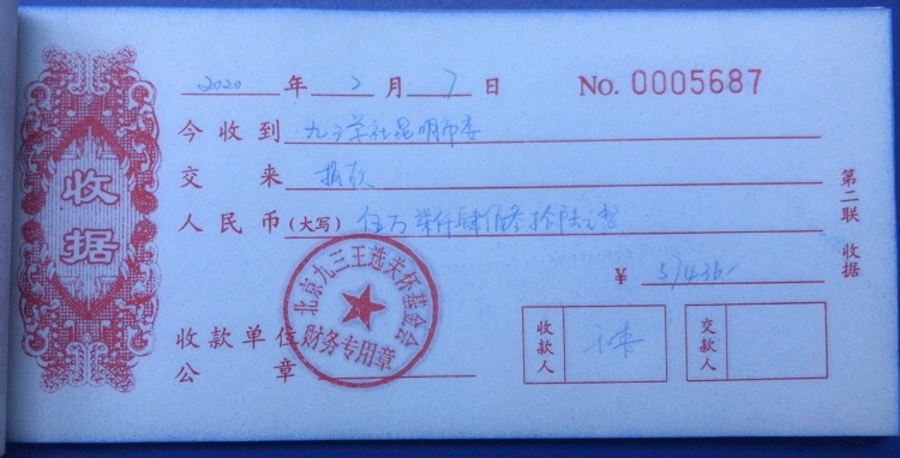 收据
2020 年 2 月 7 日 No. 0005687
今收到 九三学社昆明市委
交来 捐款
人民币(大写) 伍万柒仟肆佰叁拾陆元整
¥ 57436-
收款单位公章
北京九三王选关怀基金会
财务专用章
收款人
交款人
第二联 收据